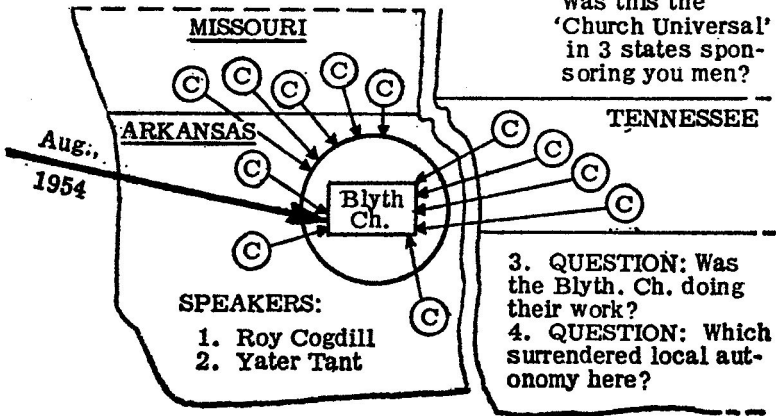 Was this the
'Church Universal'
in 3 states spon-
soring you men?
MISSOURI
C C C C C
ARKANSAS
TENNESSEE
Aug.,
1954
C
C
C
C
C
C
Blyth
Ch.
C
SPEAKERS:
1. Roy Cogdill
2. Yater Tant
3. QUESTION: Was
the Blyth. Ch. doing
their work?
4. QUESTION: Which
surrendered local aut-
onomy here?